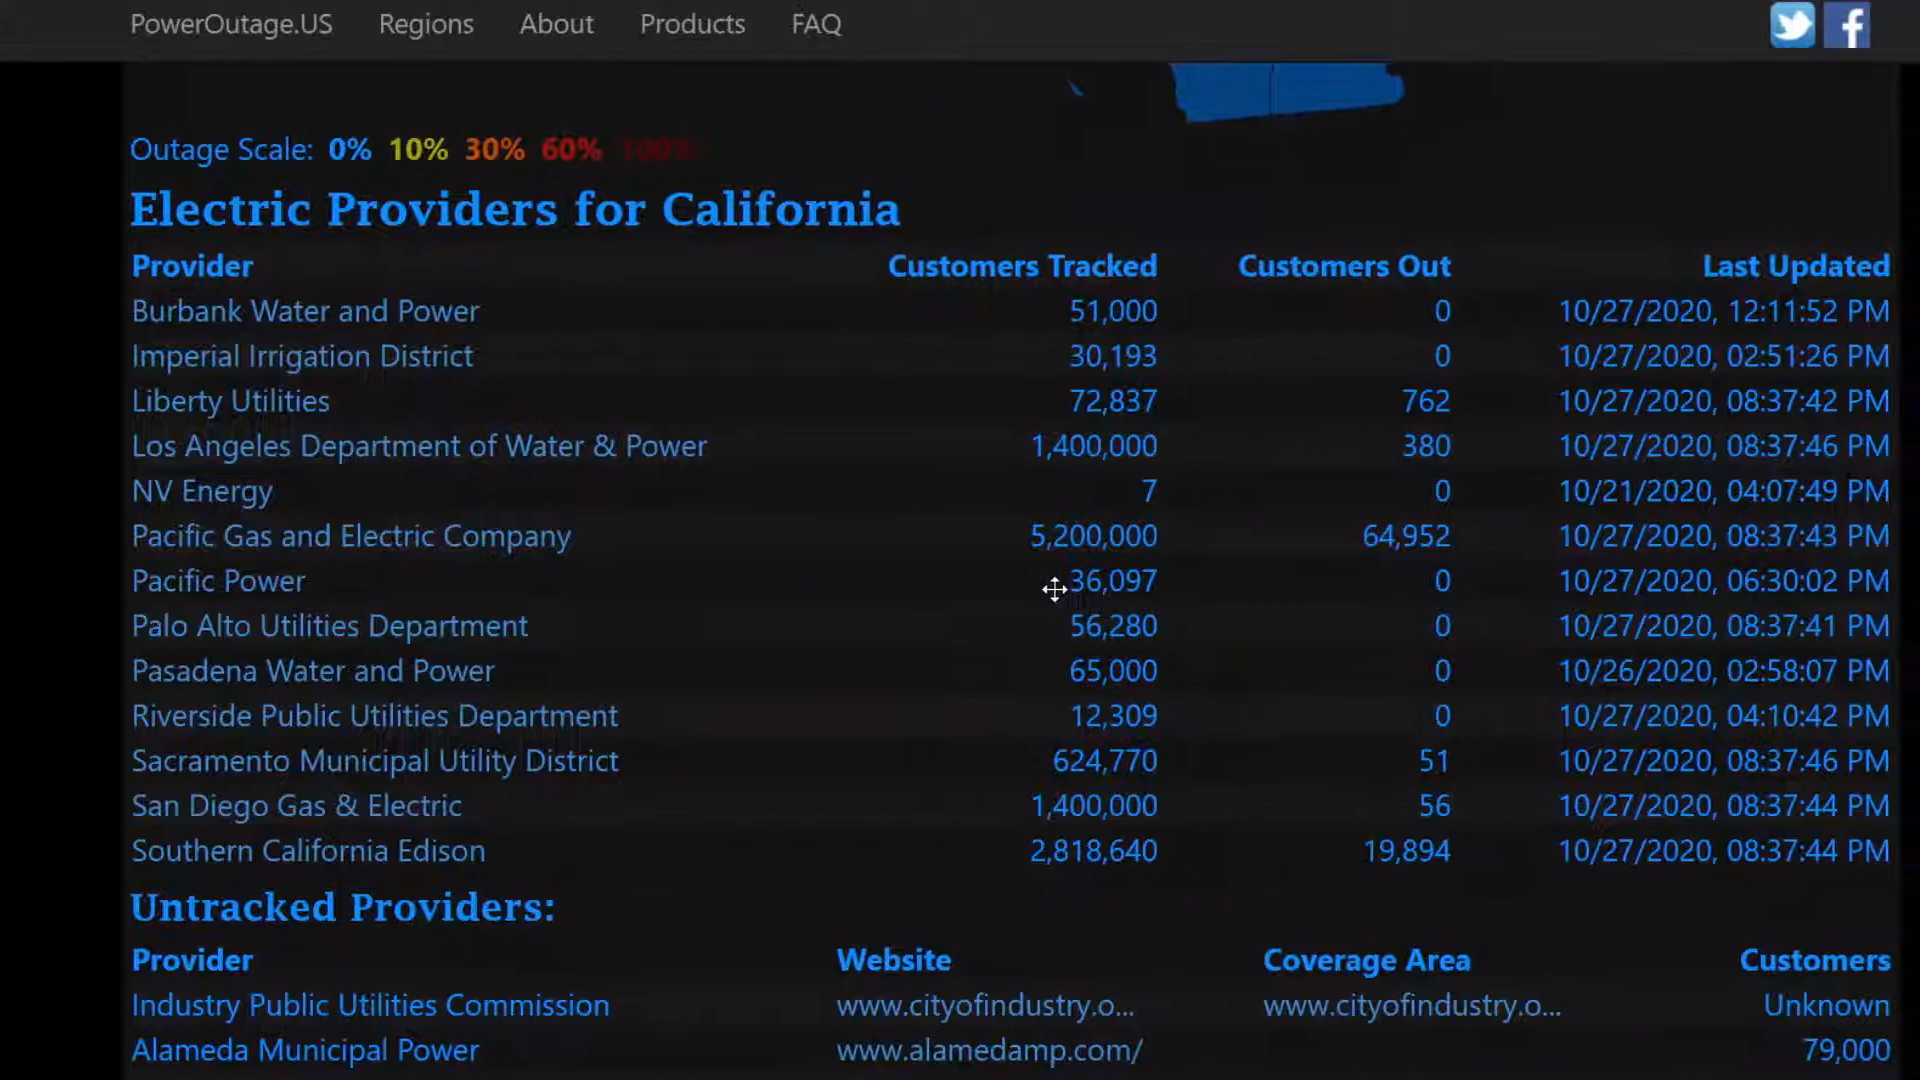 PowerOutage.US Regions About Products FAQ
Outage Scale: 0% 10% 30% 60% 100%
Electric Providers for California
Provider Customers Tracked Customers Out Last Updated
Burbank Water and Power 51,000 0 10/27/2020, 12:11:52 PM
Imperial Irrigation District 30,193 0 10/27/2020, 02:51:26 PM
Liberty Utilities 72,837 762 10/27/2020, 08:37:42 PM
Los Angeles Department of Water & Power 1,400,000 380 10/27/2020, 08:37:46 PM
NV Energy 7 0 10/21/2020, 04:07:49 PM
Pacific Gas and Electric Company 5,200,000 64,952 10/27/2020, 08:37:43 PM
Pacific Power 36,097 0 10/27/2020, 06:30:02 PM
Palo Alto Utilities Department 56,280 0 10/27/2020, 08:37:41 PM
Pasadena Water and Power 65,000 0 10/26/2020, 02:58:07 PM
Riverside Public Utilities Department 12,309 0 10/27/2020, 04:10:42 PM
Sacramento Municipal Utility District 624,770 51 10/27/2020, 08:37:46 PM
San Diego Gas & Electric 1,400,000 56 10/27/2020, 08:37:44 PM
Southern California Edison 2,818,640 19,894 10/27/2020, 08:37:44 PM
Untracked Providers:
Provider Website Coverage Area Customers
Industry Public Utilities Commission www.cityofindustry.o... www.cityofindustry.o... Unknown
Alameda Municipal Power www.alamedamp.com/ 79,000